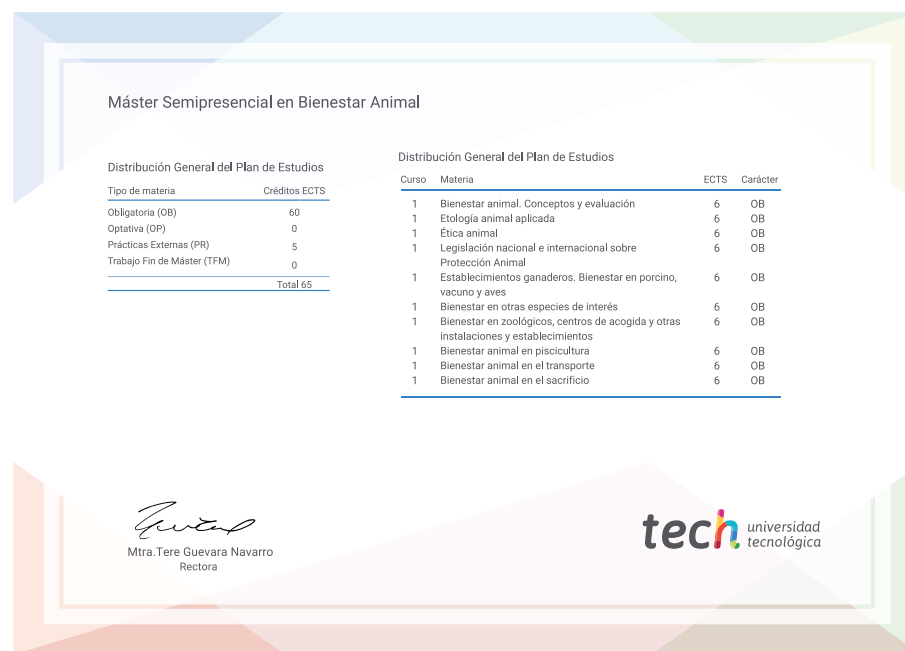 Máster Semipresencial en Bienestar Animal
Distribución General del Plan de Estudios
Tipo de materia Créditos ECTS
Obligatoria (OB) 60
Optativa (OP) 0
Prácticas Externas (PR) 5
Trabajo Fin de Máster (TFM) 0
Total 65
Distribución General del Plan de Estudios
Curso Materia ECTS Carácter
1 Bienestar animal. Conceptos y evaluación 6 OB
1 Etología animal aplicada 6 OB
1 Ética animal 6 OB
1 Legislación nacional e internacional sobre 6 OB
Protección Animal
1 Establecimientos ganaderos. Bienestar en porcino, 6 OB
vacuno y aves
1 Bienestar en otras especies de interés 6 OB
1 Bienestar en zoológicos, centros de acogida y otras 6 OB
instalaciones y establecimientos
1 Bienestar animal en piscicultura 6 OB
1 Bienestar animal en el transporte 6 OB
1 Bienestar animal en el sacrificio 6 OB
Mtra.Tere Guevara Navarro
Rectora
tech universidad
tecnológica